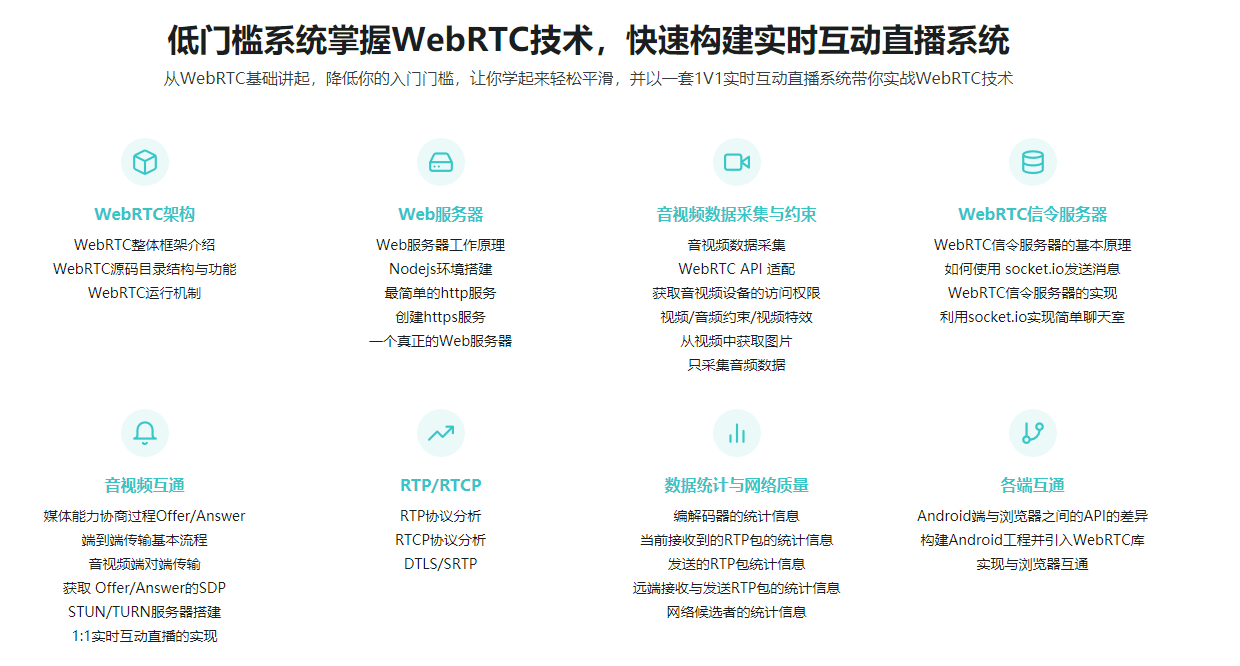 低门槛系统掌握WebRTC技术，快速构建实时互动直播系统
从WebRTC基础讲起，降低你的入门门槛，让你学起来轻松平滑，并以一套1V1实时互动直播系统带你实战WebRTC技术
WebRTC架构
WebRTC整体框架介绍
WebRTC源码目录结构与功能
WebRTC运行机制
Web服务器
Web服务器工作原理
Nodejs环境搭建
最简单的http服务
创建https服务
一个真正的Web服务器
音视频数据采集与约束
音视频数据采集
WebRTC API 适配
获取音视频设备的访问权限
视频/音频约束/视频特效
从视频中获取图片
只采集音频数据
WebRTC信令服务器
WebRTC信令服务器的基本原理
如何使用 socket.io发送消息
WebRTC信令服务器的实现
利用socket.io实现简单聊天室
音视频互通
媒体能力协商过程Offer/Answer
端到端传输基本流程
音视频端对端传输
获取 Offer/Answer的SDP
STUN/TURN服务器搭建
1:1实时互动直播的实现
RTP/RTCP
RTP协议分析
RTCP协议分析
DTLS/SRTP
数据统计与网络质量
编解码器的统计信息
当前接收到的RTP包的统计信息
发送的RTP包统计信息
远端接收与发送RTP包的统计信息
网络候选者的统计信息
各端互通
Android端与浏览器之间的API的差异
构建Android工程并引入WebRTC库
实现与浏览器互通